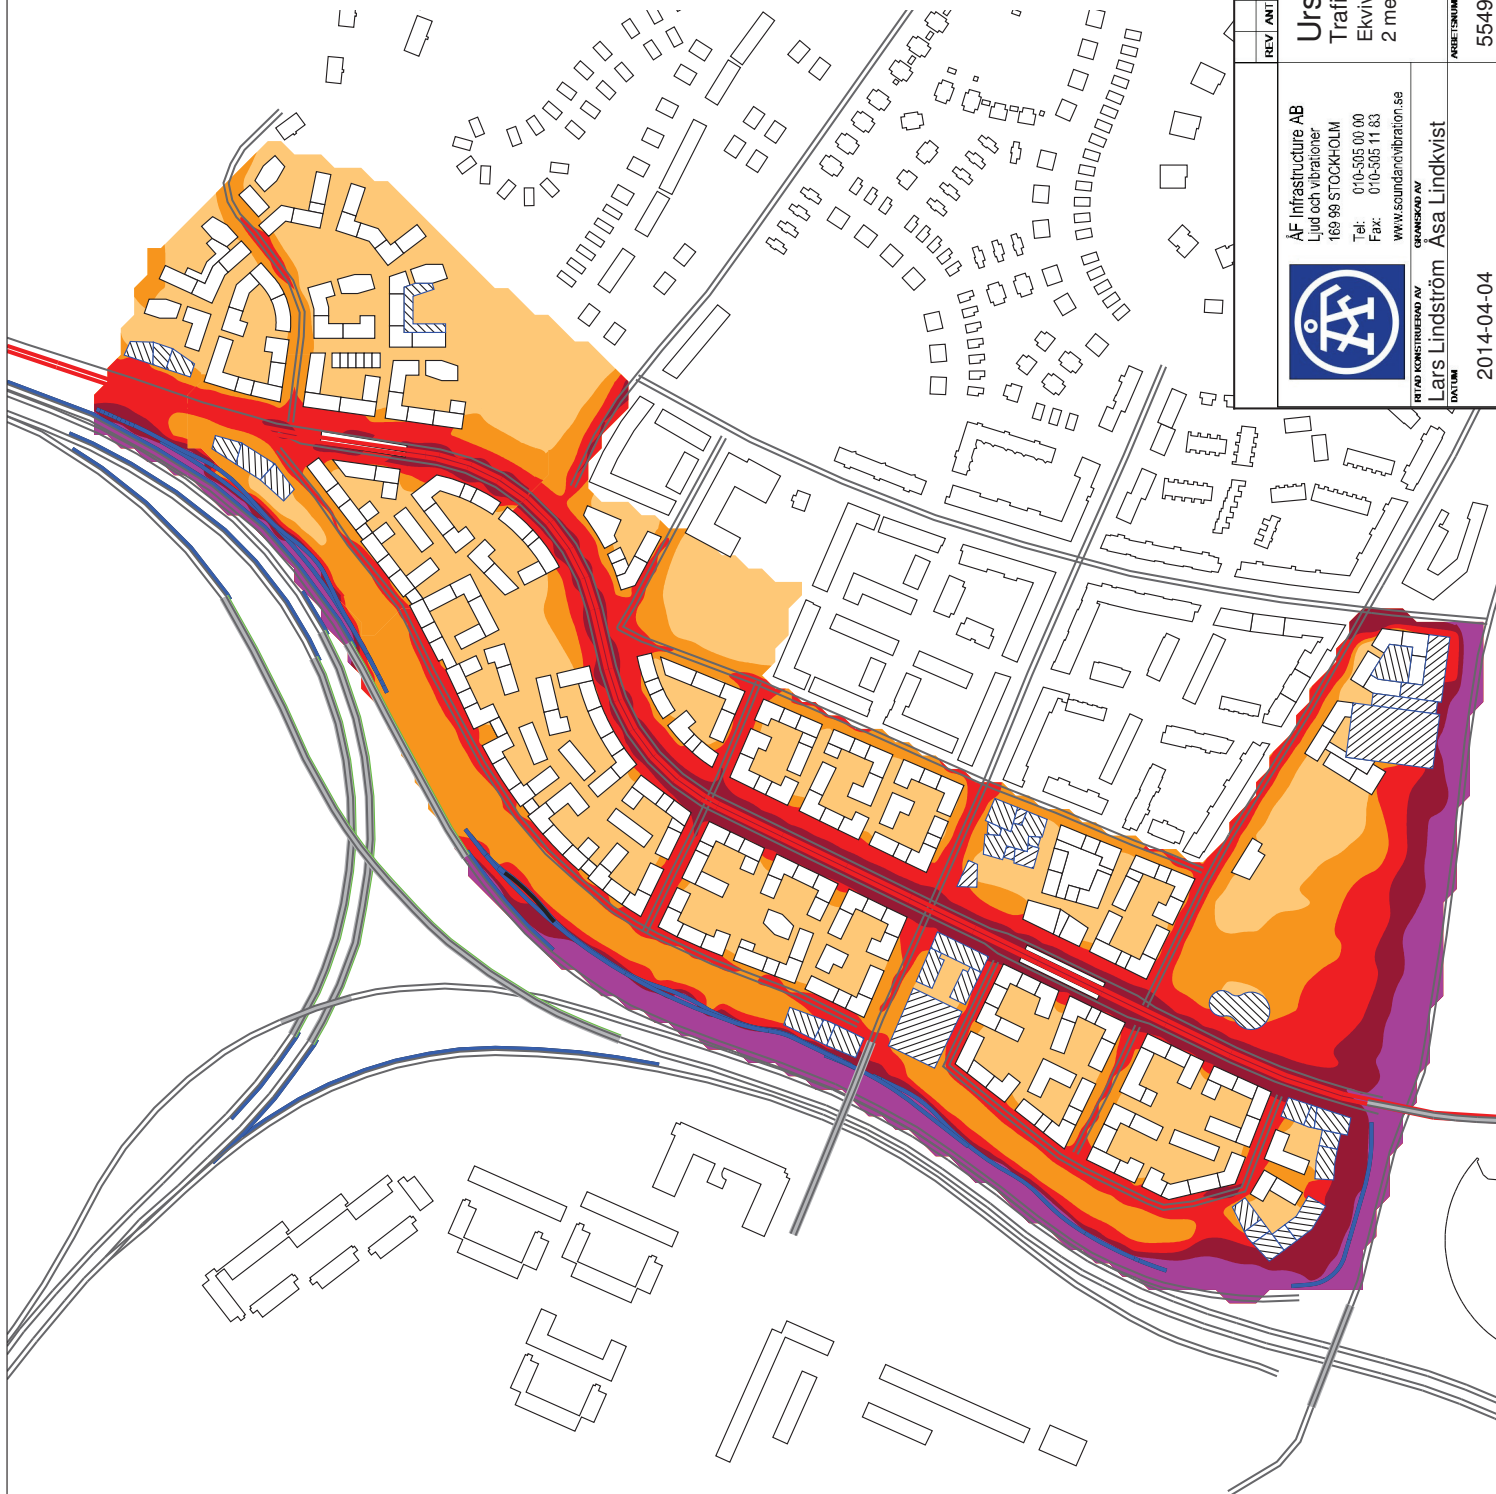 REV ANT
Urs
Trafi
Ekviv
2 me
ÅF Infrastructure AB
Ljud och vibrationer
169 99 STOCKHOLM
Tel: 010-505 00 00
Fax: 010-505 11 83
www.soundandvibration.se
ÅF
RITAD KONSTRUERAD AV GRANSKAD AV
Lars Lindström Åsa Lindkvist
DATUM ARBETSNUM
2014-04-04 5549